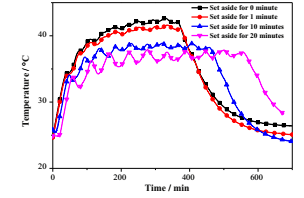 Set aside for 0 minute
Set aside for 1 minute
Set aside for 10 minutes
Set aside for 20 minutes
Temperature / °C
40
30
20
0
200
400
600
Time / min